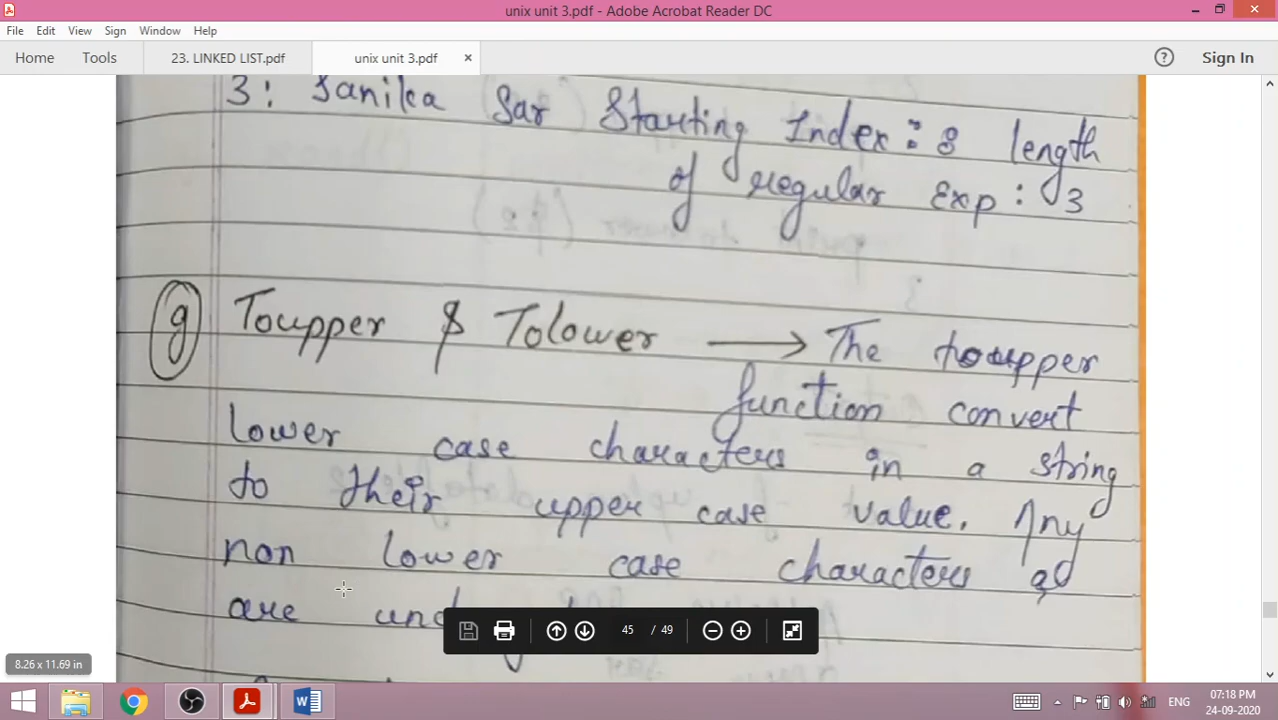 unix unit 3.pdf - Adobe Acrobat Reader DC
File Edit View Sign Window Help
Home Tools 23. LINKED LIST.pdf unix unit 3.pdf × Sign In
3: Sanika Sar Starting Index : 8 length
of regular Exp : 3
g Toupper & Tolower → The toupper
function convert
lower case characters in a string
to their upper case value. Any
non lower case characters
are
45 / 49
8.26 x 11.69 in
ENG
07:18 PM
24-09-2020